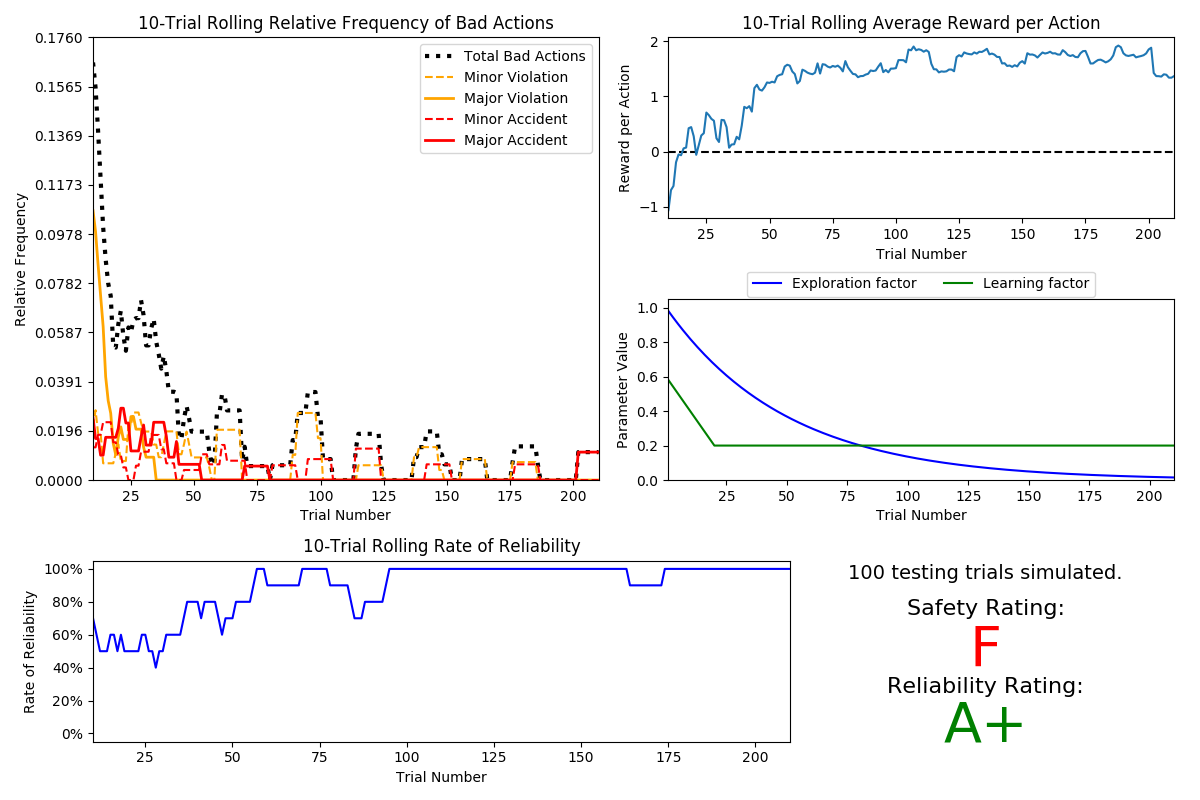 10-Trial Rolling Relative Frequency of Bad Actions
0.1760
0.1565
0.1369
0.1173
0.0978
0.0782
0.0587
0.0391
0.0196
0.0000
Relative Frequency
Total Bad Actions
Minor Violation
Major Violation
Minor Accident
Major Accident
25 50 75 100 125 150 175 200
Trial Number
10-Trial Rolling Average Reward per Action
2
1
0
−1
Reward per Action
25 50 75 100 125 150 175 200
Trial Number
Exploration factor Learning factor
1.0
0.8
0.6
0.4
0.2
0.0
Parameter Value
25 50 75 100 125 150 175 200
Trial Number
10-Trial Rolling Rate of Reliability
100%
80%
60%
40%
20%
0%
Rate of Reliability
25 50 75 100 125 150 175 200
Trial Number
100 testing trials simulated.
Safety Rating:
F
Reliability Rating:
A+